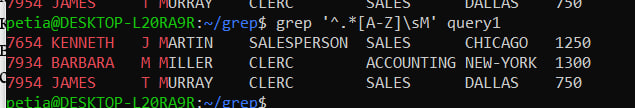 7954 JAMES T MURRAY CLERC SALES DALLAS 750
petia@DESKTOP-L20RA9R:~/grep$ grep '^.*[A-Z]\sM' query1
7654 KENNETH J MARTIN SALESPERSON SALES CHICAGO 1250
7934 BARBARA M MILLER CLERC ACCOUNTING NEW-YORK 1300
7954 JAMES T MURRAY CLERC SALES DALLAS 750
petia@DESKTOP-L20RA9R:~/grep$